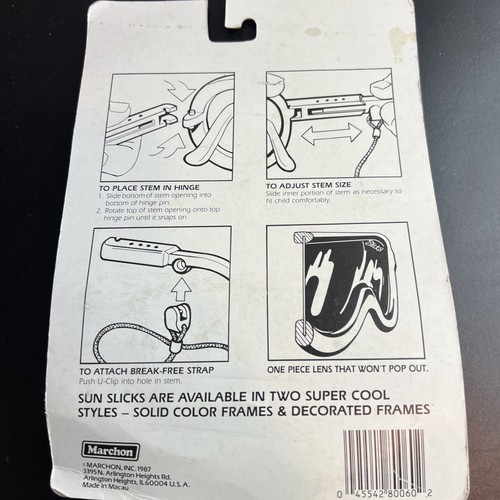 TO PLACE STEM IN HINGE
1. Slide bottom of stem opening into
bottom of hinge pin.
2. Rotate top of stem opening onto top
hinge pin until it snaps on.
TO ADJUST STEM SIZE
Slide inner portion of stem as necessary to
fit child comfortably.
TO ATTACH BREAK-FREE STRAP
Push U-Clip into hole in stem.
ONE PIECE LENS THAT WON'T POP OUT.
SUN SLICKS ARE AVAILABLE IN TWO SUPER COOL
STYLES – SOLID COLOR FRAMES & DECORATED FRAMES
Marchon
©MARCHON, INC. 1987
3395 N. Arlington Heights Rd.
Arlington Heights, IL 60004 U.S.A.
Made in Macau
0 45542 80060 2